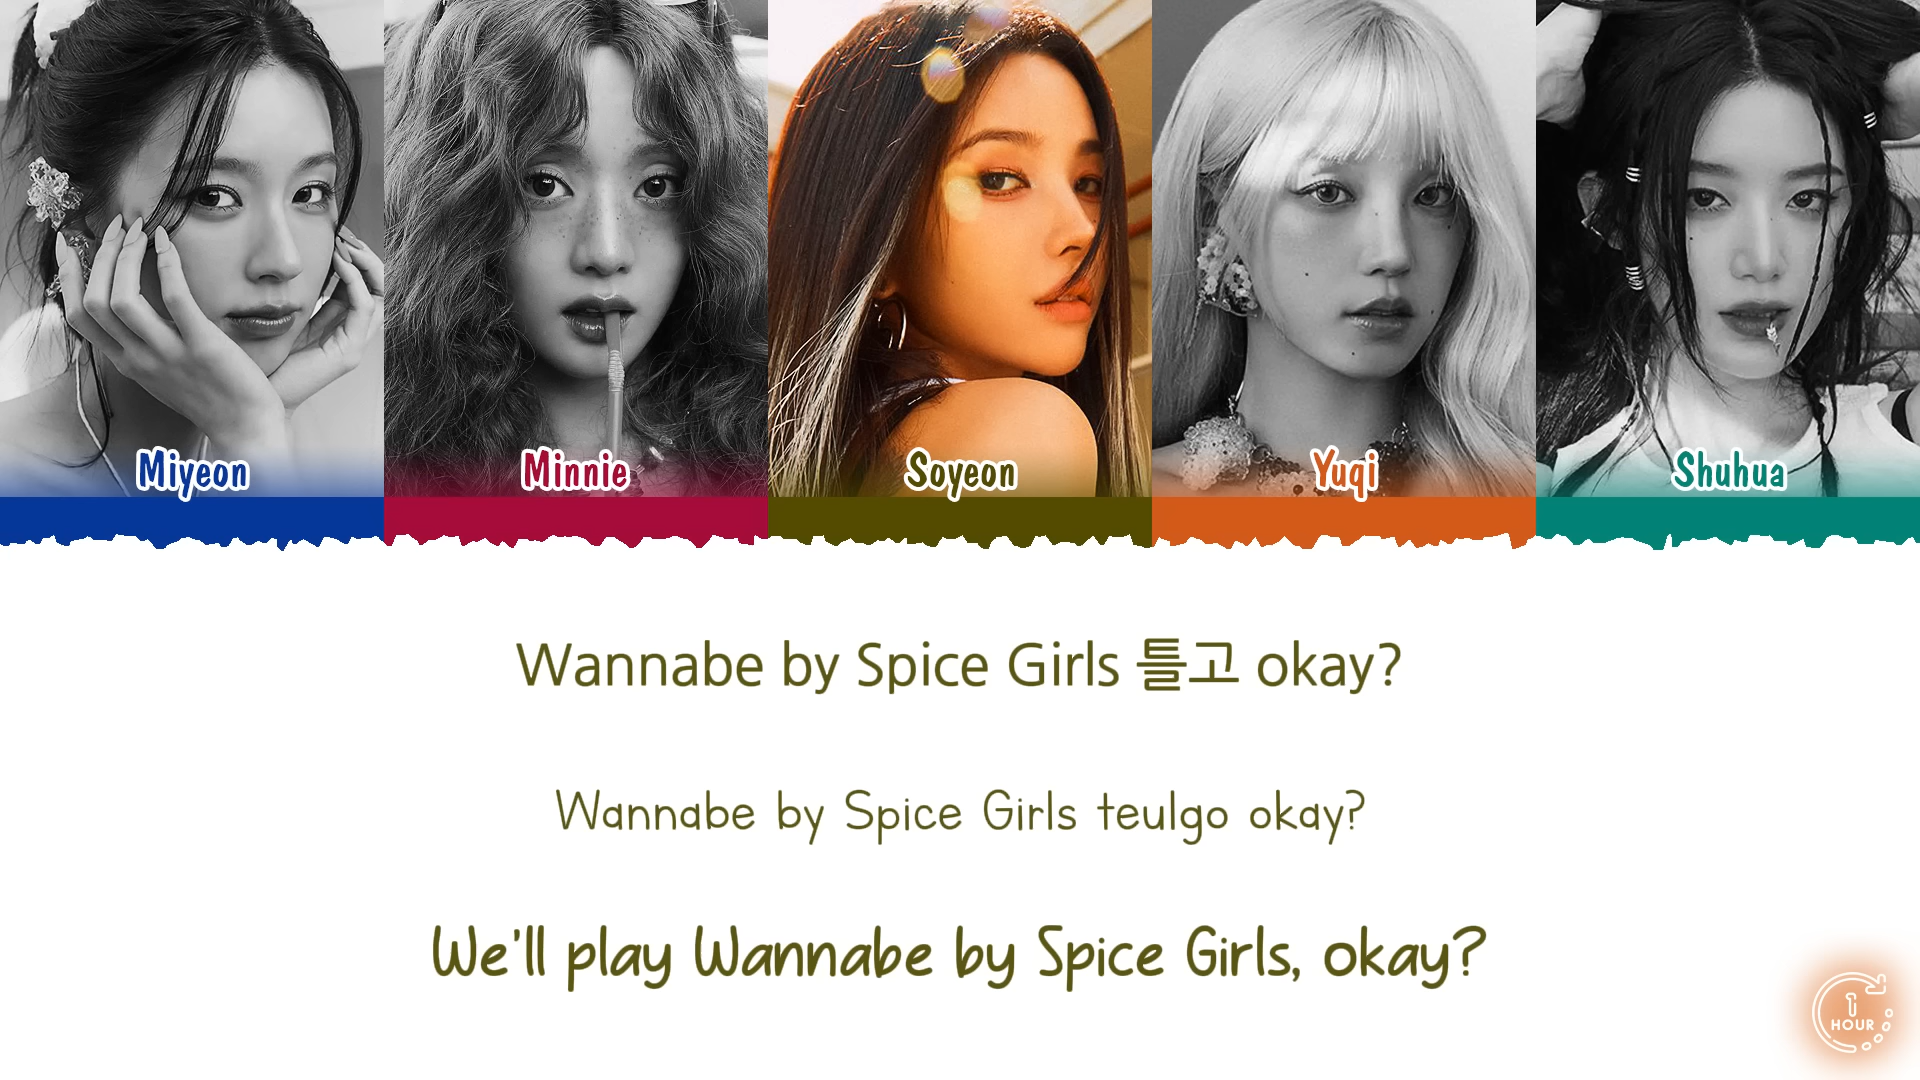 Miyeon
Minnie
Soyeon
Yuqi
Shuhua
Wannabe by Spice Girls 틀고 okay?
Wannabe by Spice Girls teulgo okay?
We'll play Wannabe by Spice Girls, okay?
1
HOUR